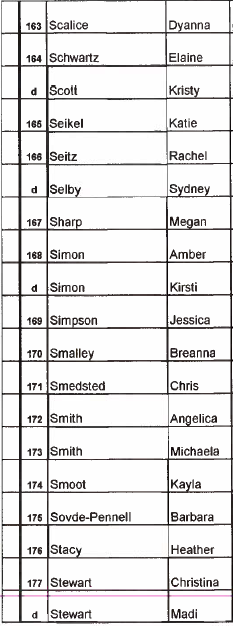 163 Scalice Dyanna
164 Schwartz Elaine
d Scott Kristy
165 Seikel Katie
166 Seitz Rachel
d Selby Sydney
167 Sharp Megan
168 Simon Amber
d Simon Kirsti
169 Simpson Jessica
170 Smalley Breanna
171 Smedsted Chris
172 Smith Angelica
173 Smith Michaela
174 Smoot Kayla
175 Sovde-Pennell Barbara
176 Stacy Heather
177 Stewart Christina
d Stewart Madi